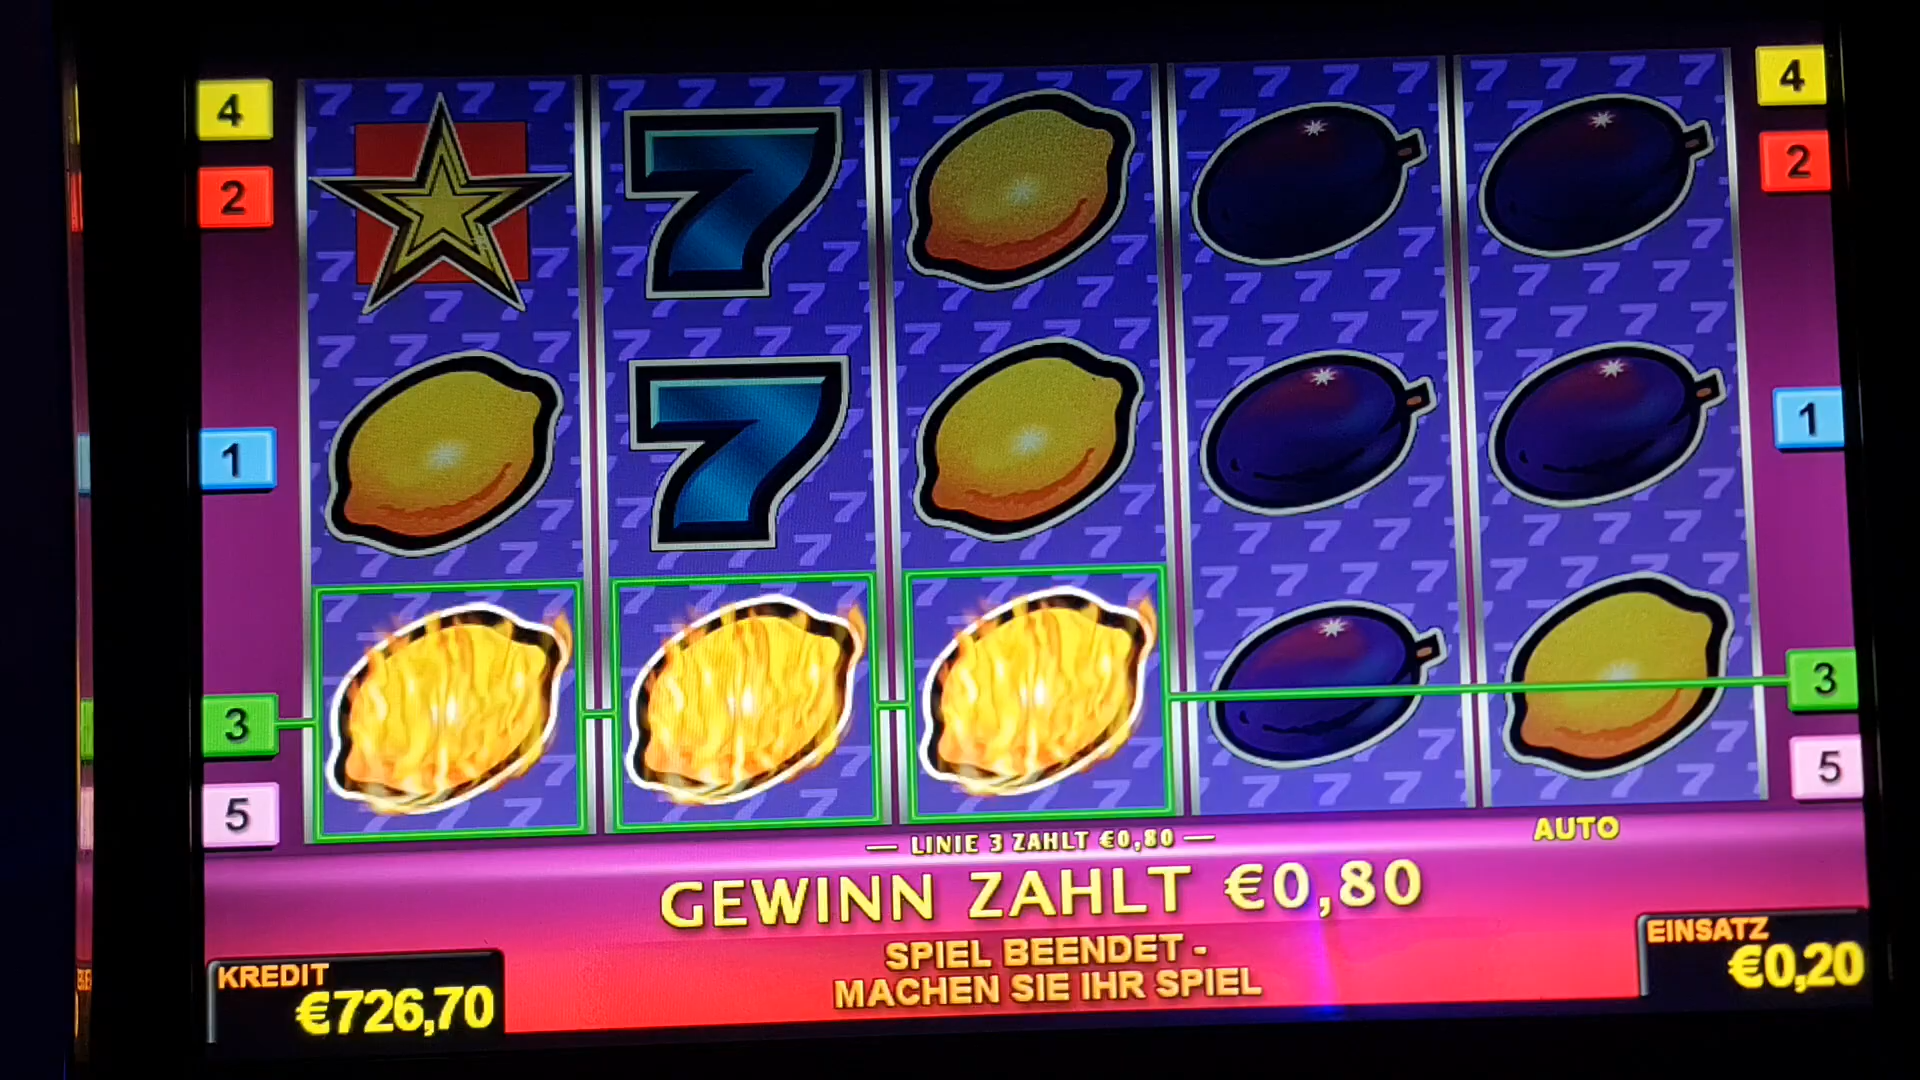 4
4
2
2
1
1
3
3
5
5
LINIE 3 ZAHLT €0,80
AUTO
GEWINN ZAHLT €0,80
SPIEL BEENDET -
MACHEN SIE IHR SPIEL
KREDIT
€726,70
EINSATZ
€0,20